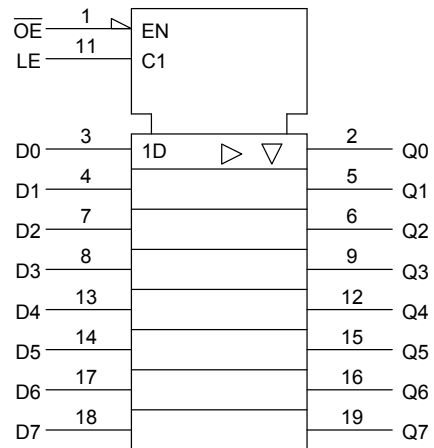 OE 1 EN
LE 11 C1
D0 3 1D 2 Q0
D1 4 5 Q1
D2 7 6 Q2
D3 8 9 Q3
D4 13 12 Q4
D5 14 15 Q5
D6 17 16 Q6
D7 18 19 Q7